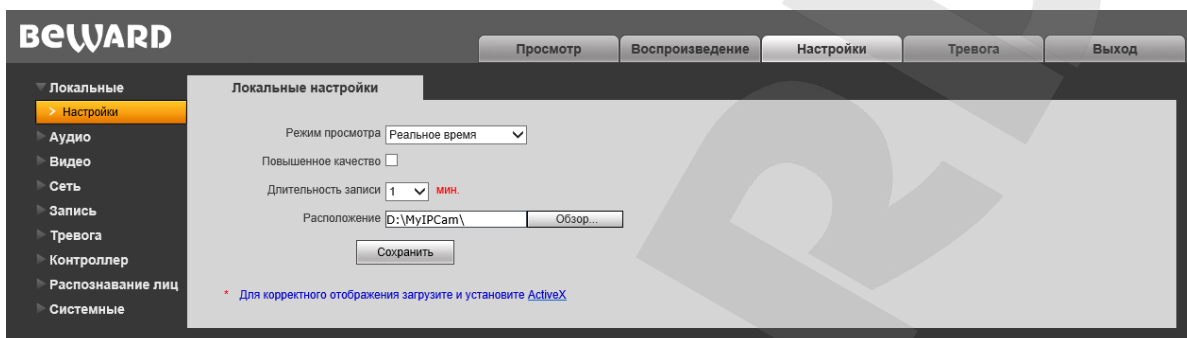 BEWARD
Просмотр Воспроизведение Настройки Тревога Выход
Локальные
> Настройки
Аудио
Видео
Сеть
Запись
Тревога
Контроллер
Распознавание лиц
Системные
Локальные настройки
Режим просмотра Реальное время
Повышенное качество
Длительность записи 1 мин.
Расположение D:\MyIPCam\ Обзор...
Сохранить
* Для корректного отображения загрузите и установите ActiveX